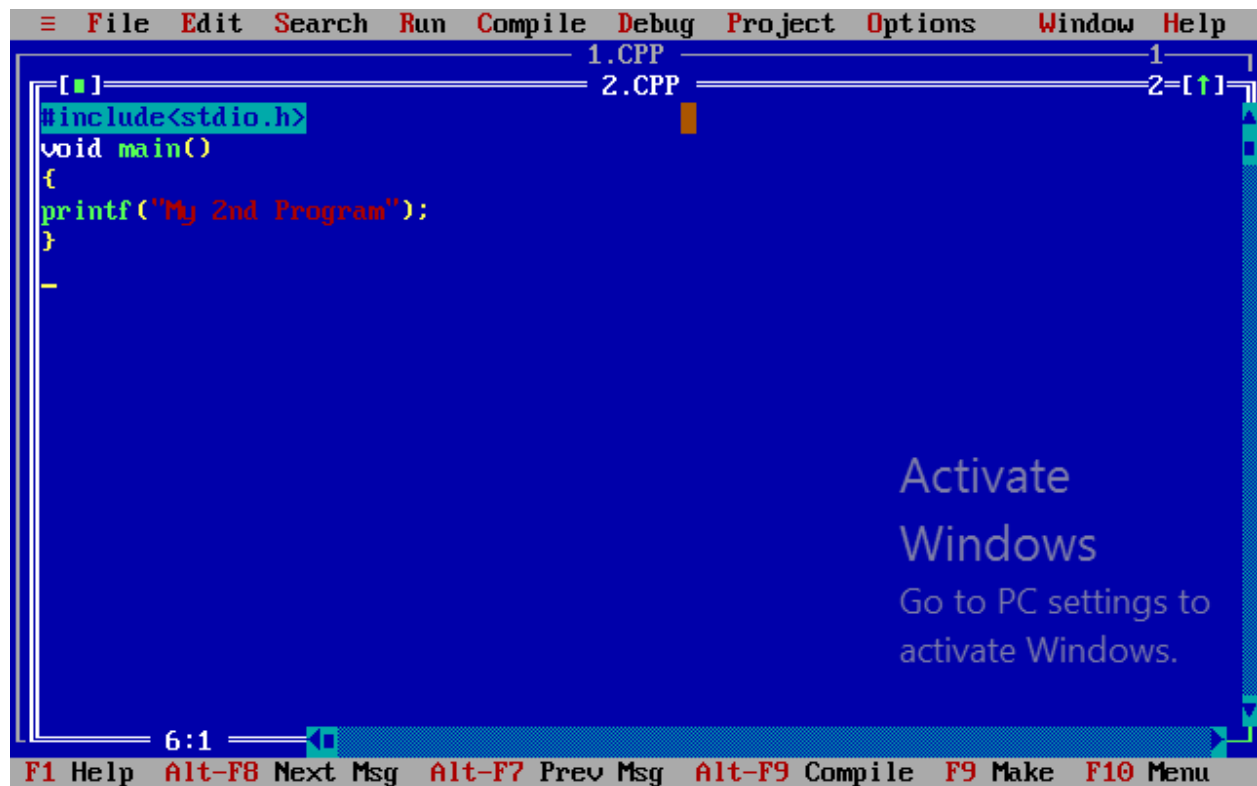 ≡ File Edit Search Run Compile Debug Project Options Window Help
1.CPP 1
[■] 2.CPP 2=[↑]
#include<stdio.h>
void main()
{
printf("My 2nd Program");
}
_
Activate
Windows
Go to PC settings to
activate Windows.
6:1
F1 Help Alt-F8 Next Msg Alt-F7 Prev Msg Alt-F9 Compile F9 Make F10 Menu